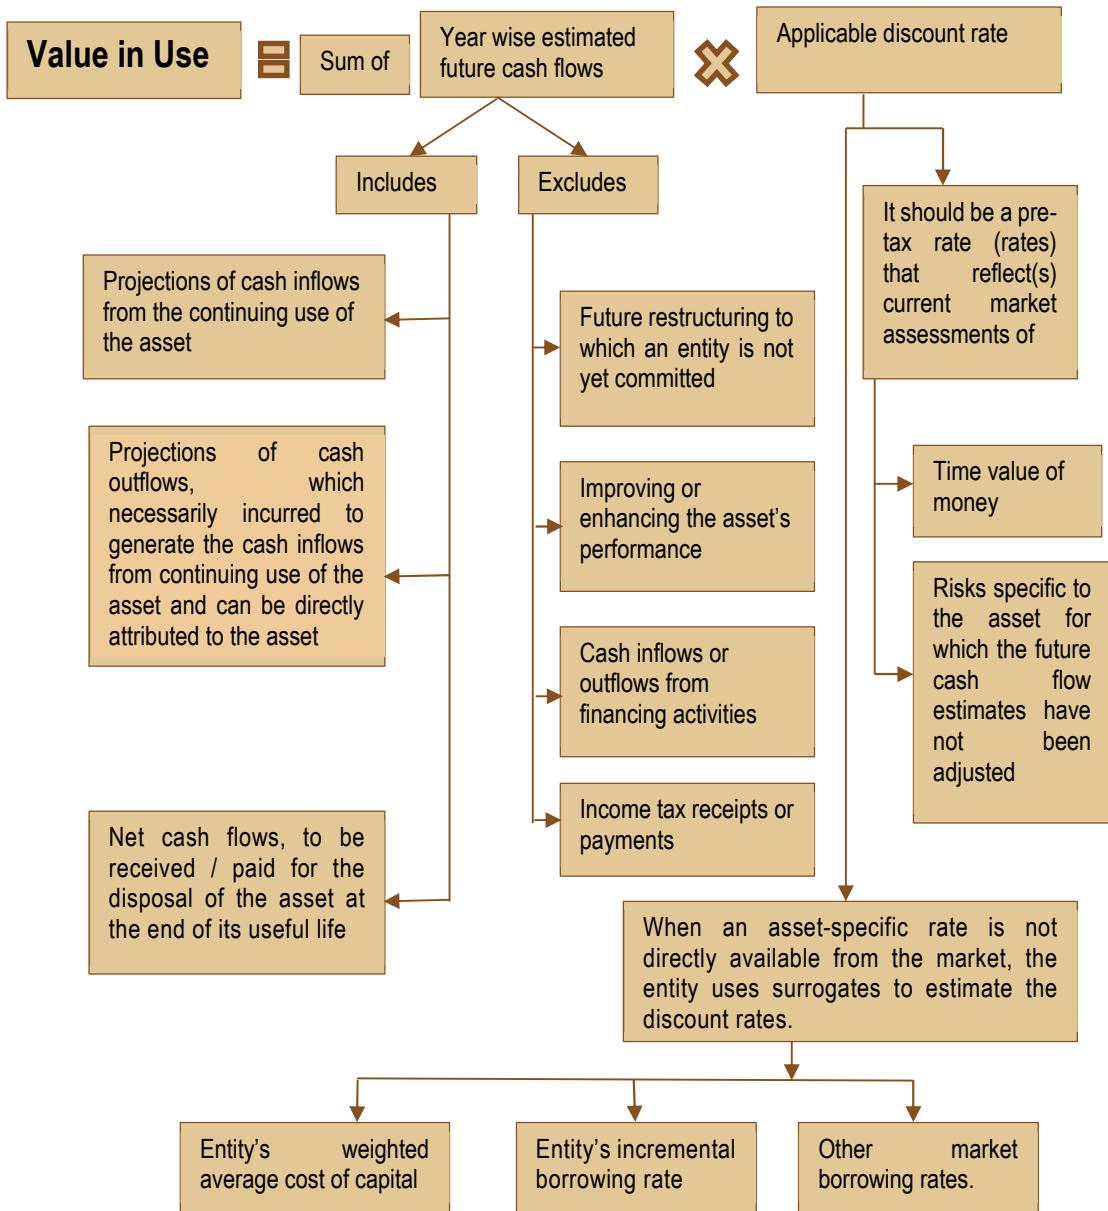 Value in Use
Sum of
Year wise estimated
future cash flows
Applicable discount rate
Includes
Excludes
Projections of cash inflows
from the continuing use of
the asset
Projections of cash
outflows, which
necessarily incurred to
generate the cash inflows
from continuing use of the
asset and can be directly
attributed to the asset
Net cash flows, to be
received / paid for the
disposal of the asset at
the end of its useful life
Future restructuring to
which an entity is not
yet committed
Improving or
enhancing the asset's
performance
Cash inflows or
outflows from
financing activities
Income tax receipts or
payments
It should be a pre-
tax rate (rates)
that reflect(s)
current market
assessments of
Time value of
money
Risks specific to
the asset for
which the future
cash flow
estimates have
not been
adjusted
When an asset-specific rate is not
directly available from the market, the
entity uses surrogates to estimate the
discount rates.
Entity's weighted
average cost of capital
Entity's incremental
borrowing rate
Other market
borrowing rates.